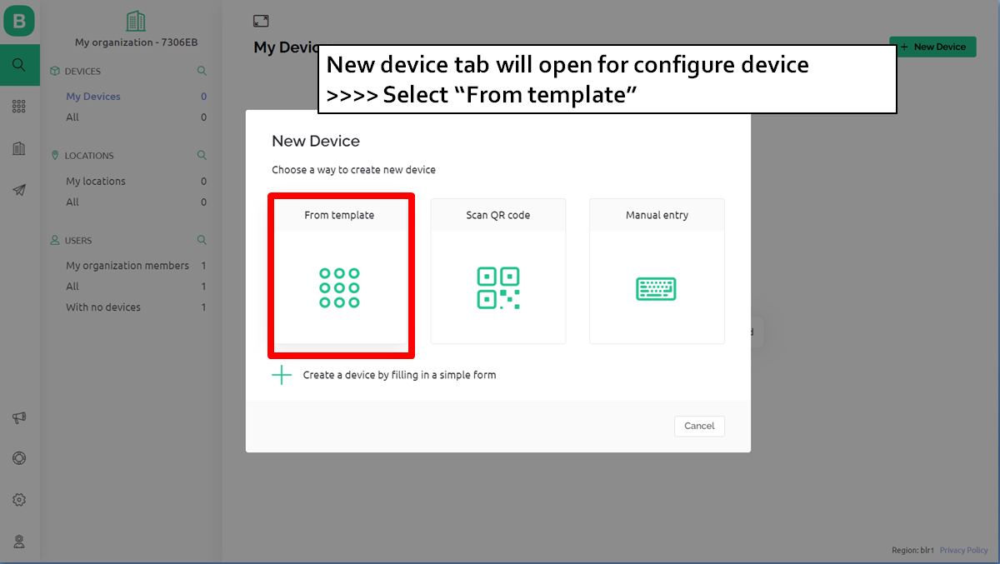 B
My organization - 7306EB
DEVICES
My Devices 0
All 0
LOCATIONS
My locations 0
All 0
USERS
My organization members 1
All 1
With no devices 1
My Devic
+ New Device
New device tab will open for configure device
>>>> Select “From template”
New Device
Choose a way to create new device
From template
Scan QR code
Manual entry
Create a device by filling in a simple form
Cancel
d
Region: blr1 Privacy Policy